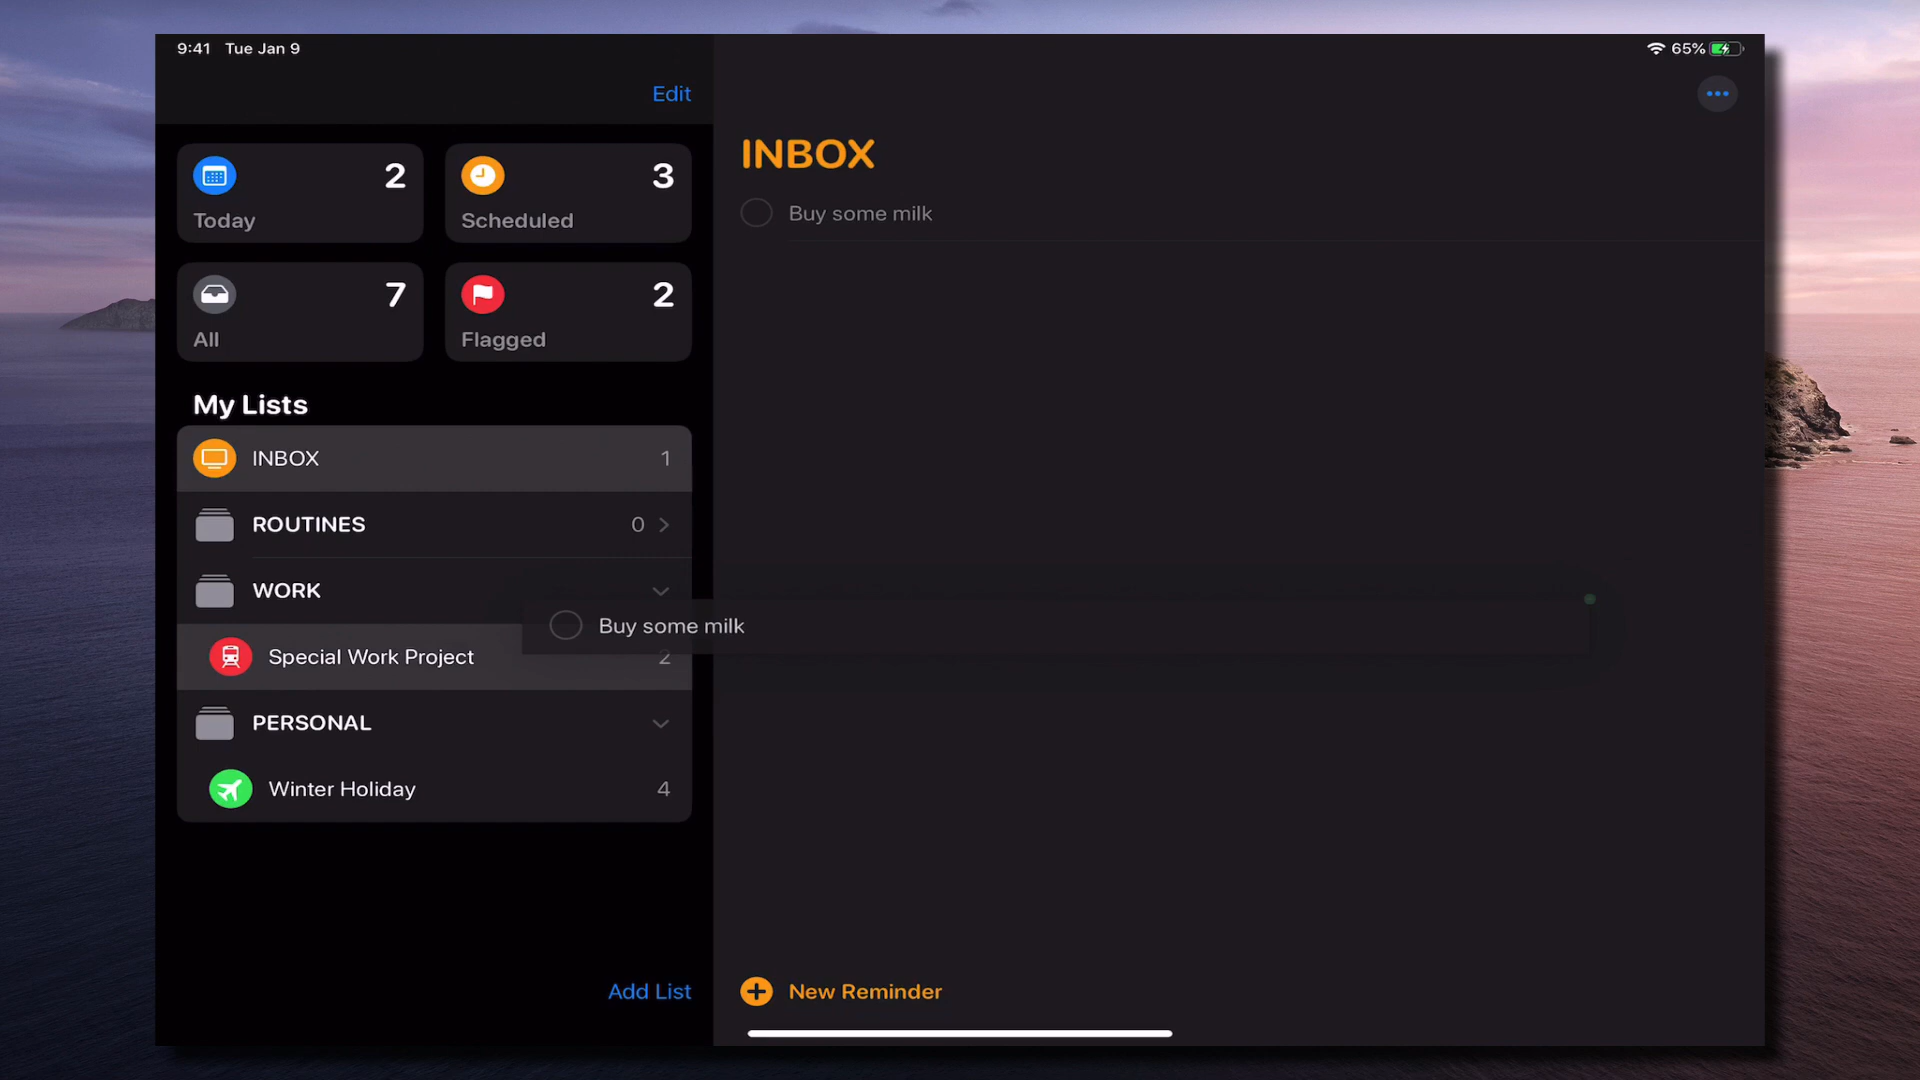 9:41 Tue Jan 9
65%
Edit
2
Today
3
Scheduled
7
All
2
Flagged
My Lists
INBOX 1
ROUTINES 0
WORK
Special Work Project 2
PERSONAL
Winter Holiday 4
Add List
INBOX
Buy some milk
Buy some milk
New Reminder